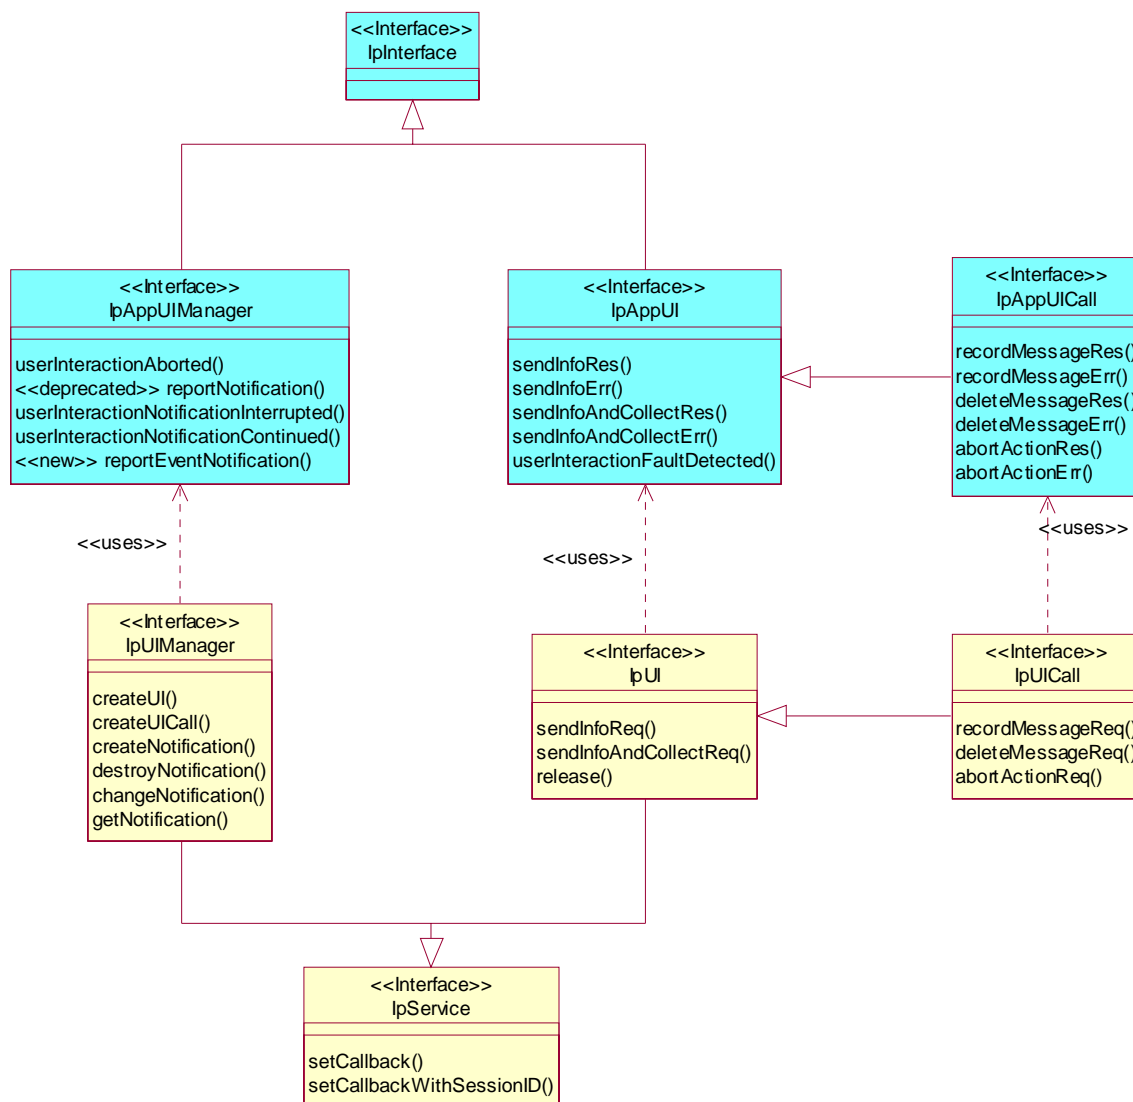 <<Interface>>
IpInterface
<<Interface>>
IpAppUIManager
userInteractionAborted()
<<deprecated>> reportNotification()
userInteractionNotificationInterrupted()
userInteractionNotificationContinued()
<<new>> reportEventNotification()
<<Interface>>
IpAppUI
sendInfoRes()
sendInfoErr()
sendInfoAndCollectRes()
sendInfoAndCollectErr()
userInteractionFaultDetected()
<<Interface>>
IpAppUICall
recordMessageRes()
recordMessageErr()
deleteMessageRes()
deleteMessageErr()
abortActionRes()
abortActionErr()
<<uses>>
<<uses>>
<<uses>>
<<Interface>>
IpUIManager
createUI()
createUICall()
createNotification()
destroyNotification()
changeNotification()
getNotification()
<<Interface>>
IpUI
sendInfoReq()
sendInfoAndCollectReq()
release()
<<Interface>>
IpUICall
recordMessageReq()
deleteMessageReq()
abortActionReq()
<<Interface>>
IpService
setCallback()
setCallbackWithSessionID()